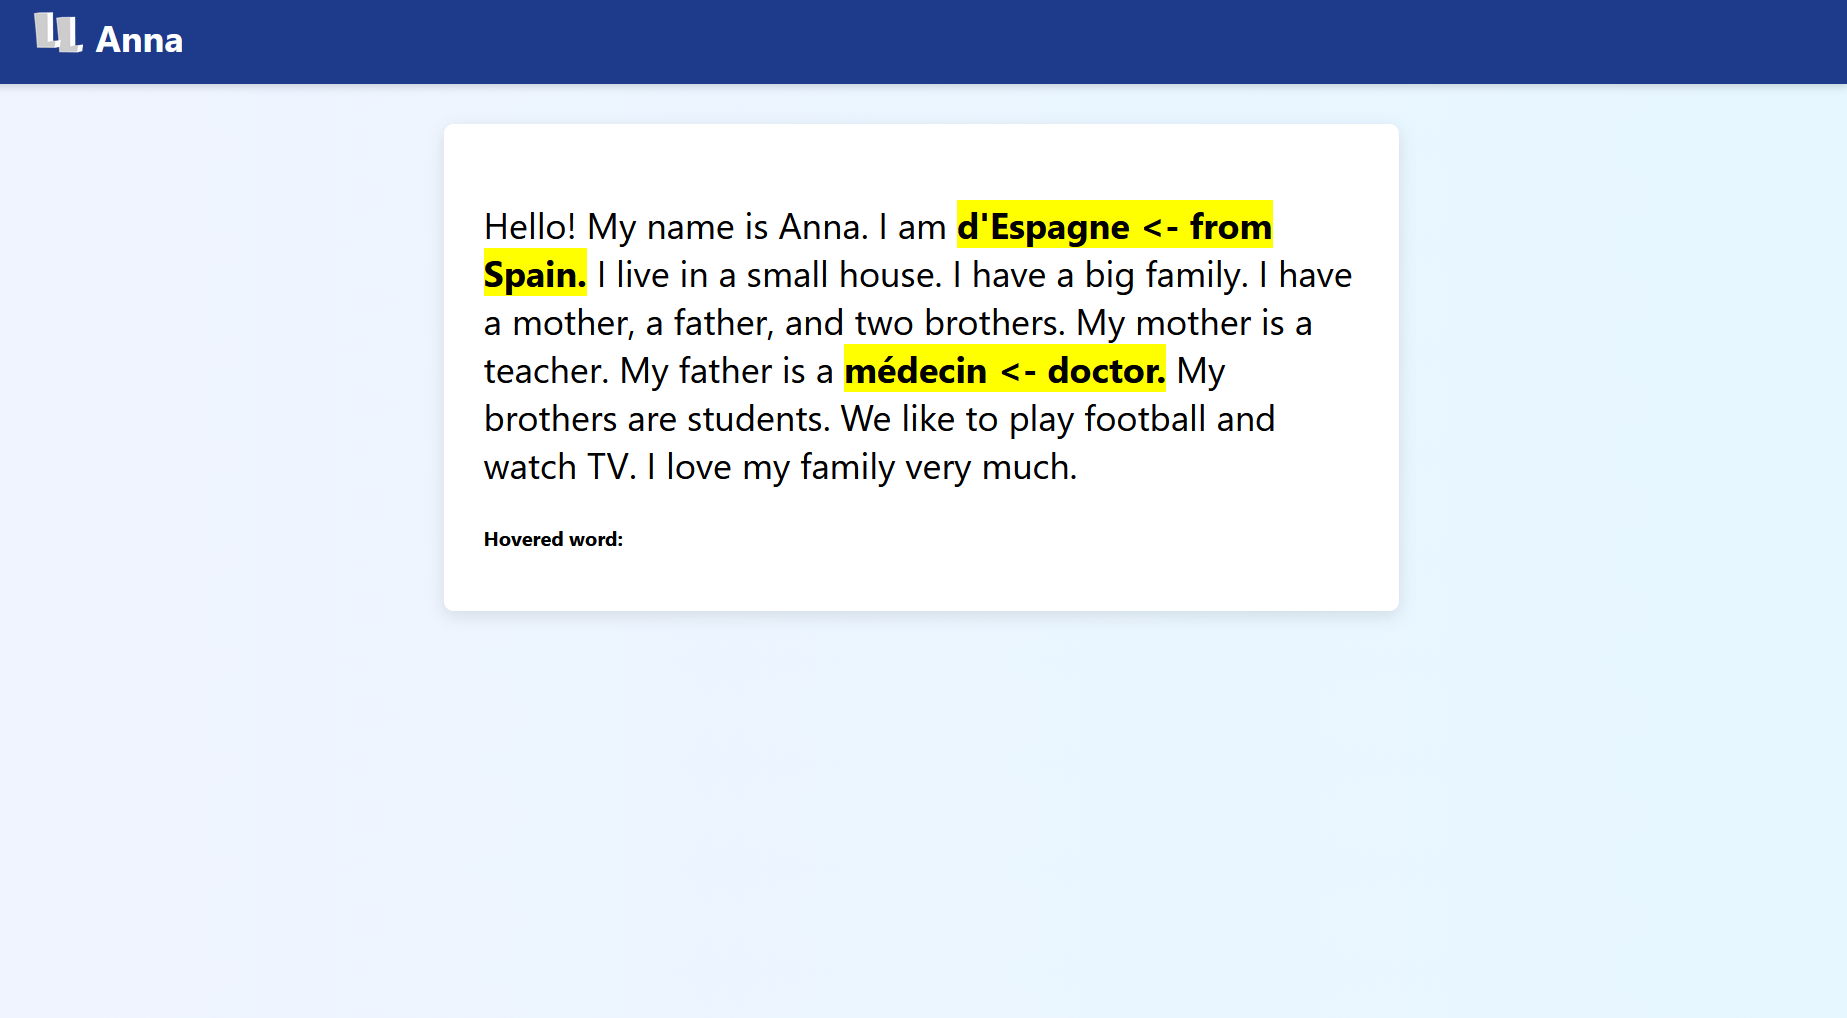 LL Anna
Hello! My name is Anna. I am d'Espagne <- from
Spain. I live in a small house. I have a big family. I have
a mother, a father, and two brothers. My mother is a
teacher. My father is a médecin <- doctor. My
brothers are students. We like to play football and
watch TV. I love my family very much.
Hovered word: